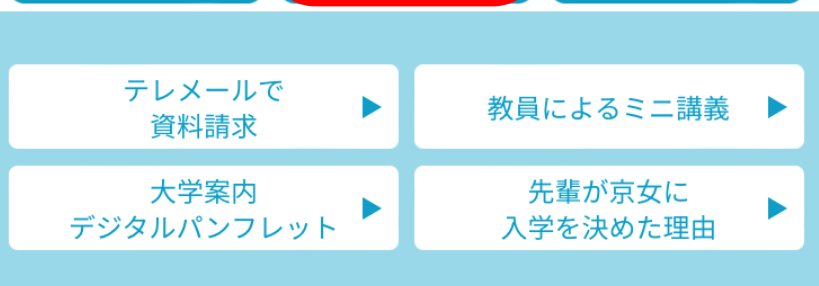 テレメールで
資料請求
教員によるミニ講義
大学案内
デジタルパンフレット
先輩が京女に
入学を決めた理由